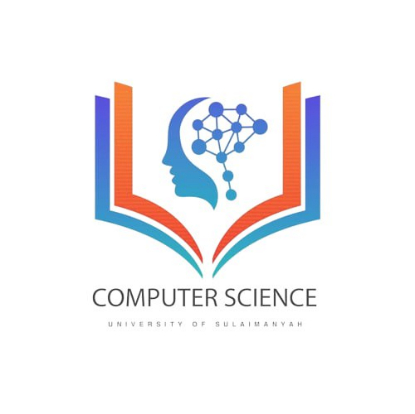 COMPUTER SCIENCE
UNIVERSITY OF SULAIMANYAH